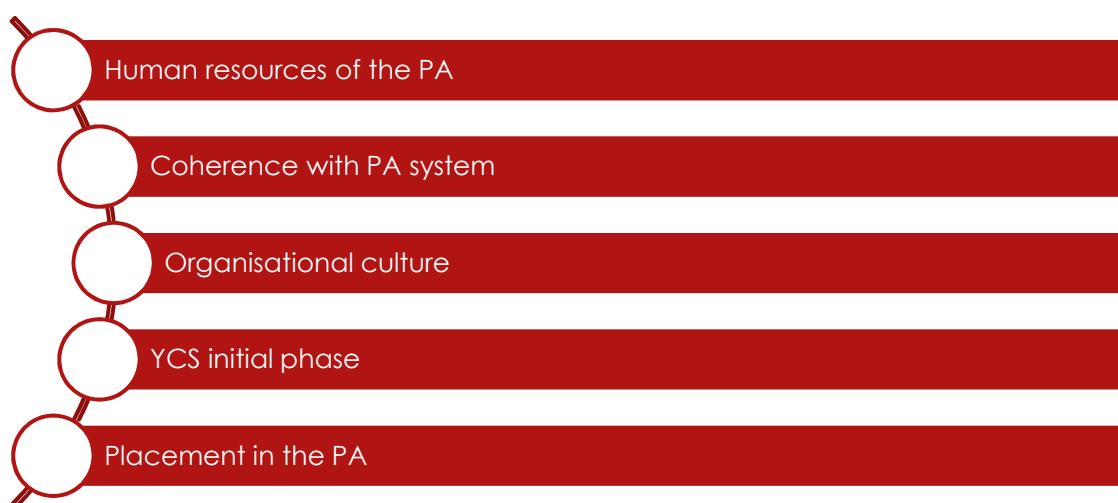 Human resources of the PA
Coherence with PA system
Organisational culture
YCS initial phase
Placement in the PA